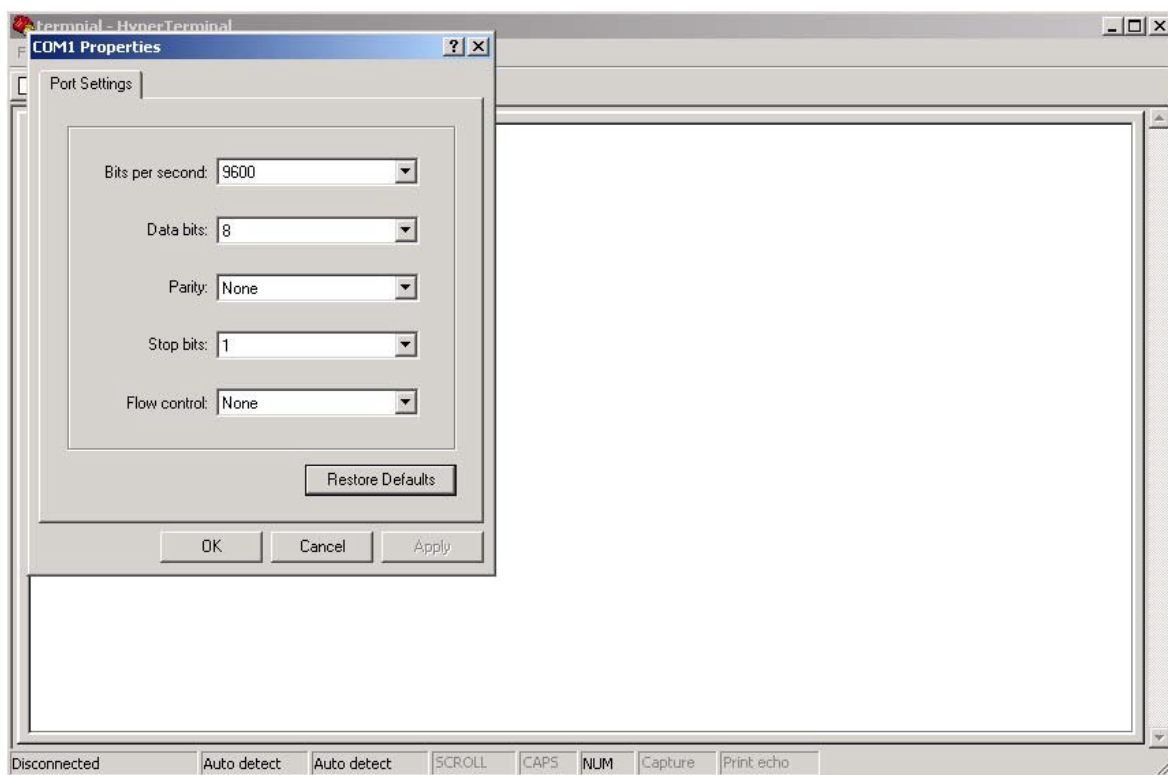 termpial - HyperTerminal
COM1 Properties
Port Settings
Bits per second: 9600
Data bits: 8
Parity: None
Stop bits: 1
Flow control: None
Restore Defaults
OK Cancel Apply
Disconnected Auto detect Auto detect SCROLL CAPS NUM Capture Print echo